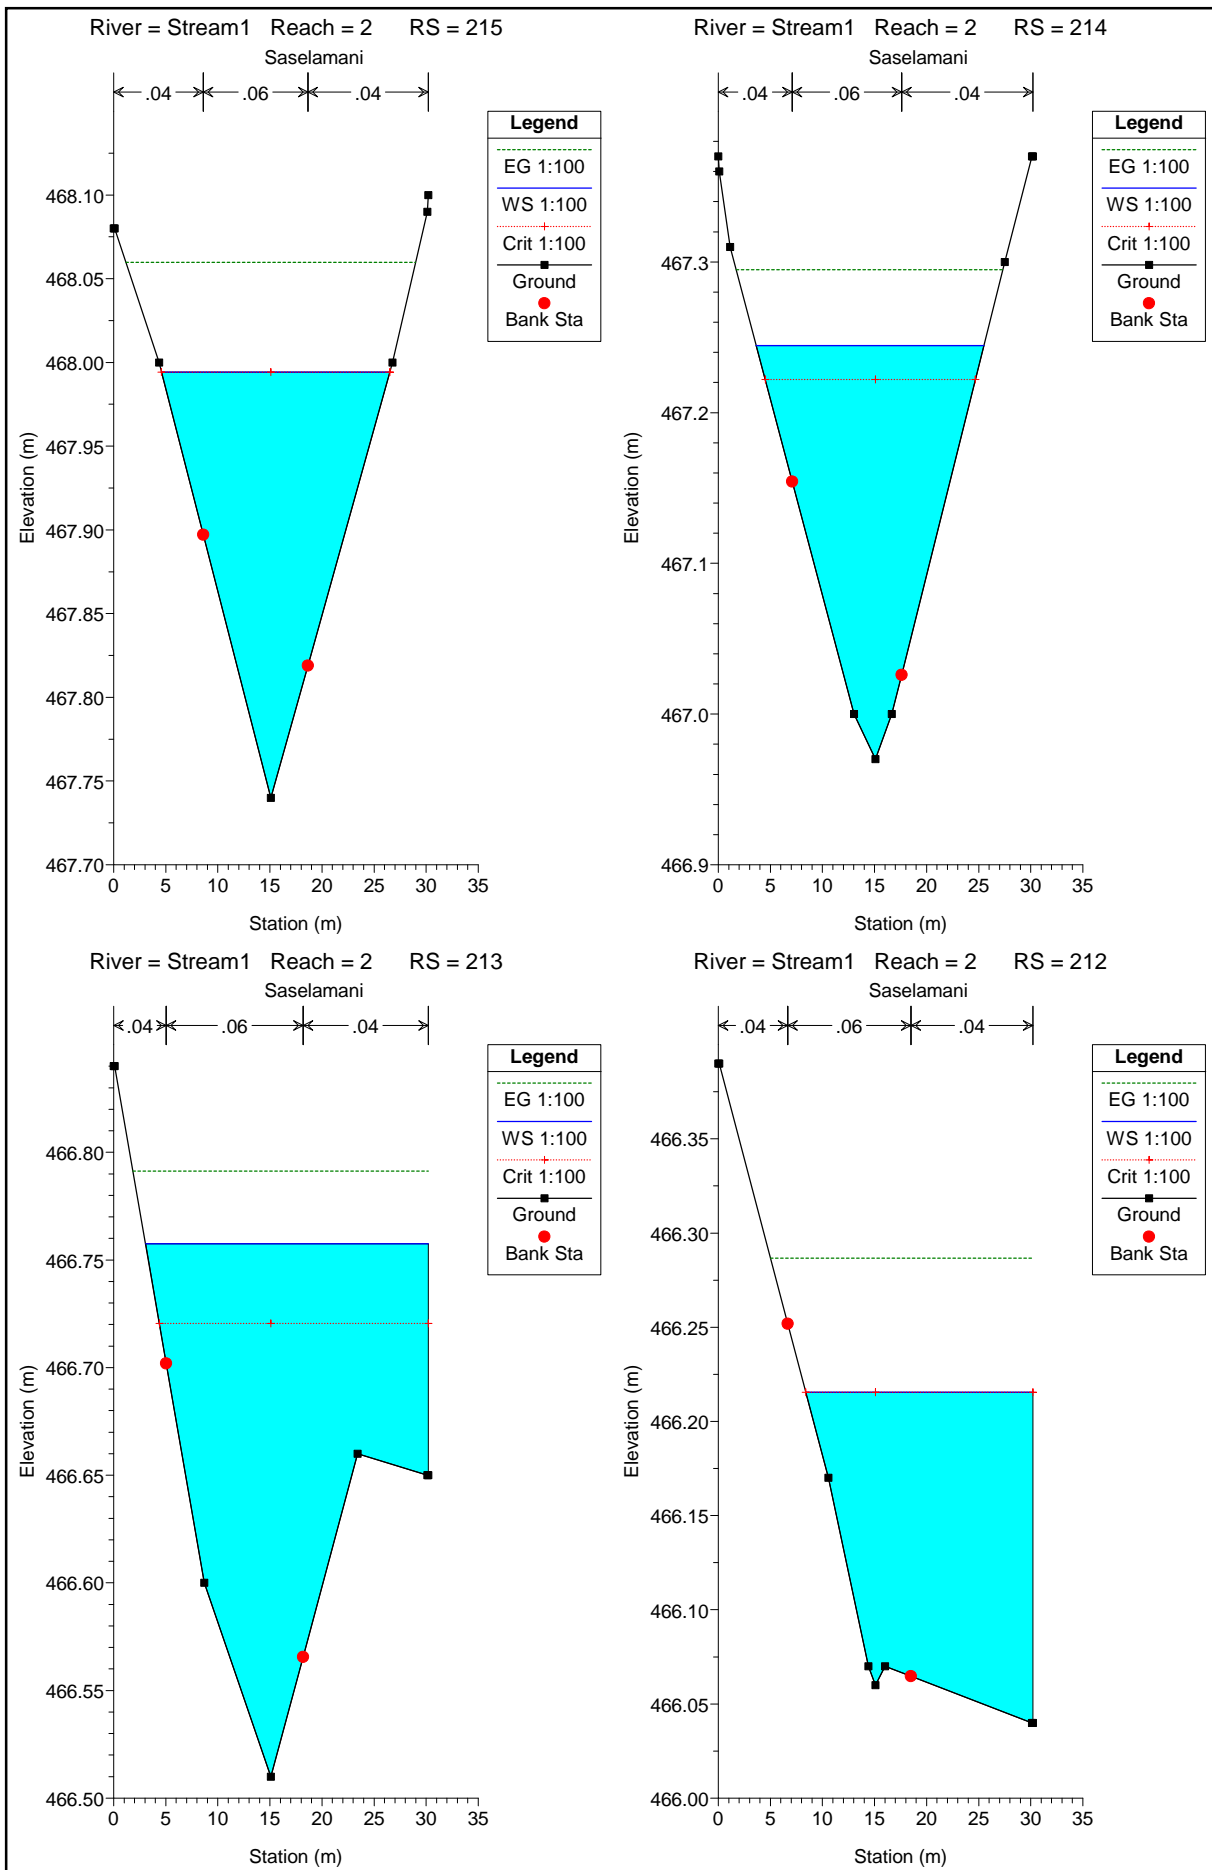 River = Stream1 Reach = 2 RS = 215
Saselamani
.04 .06 .04
Legend
EG 1:100
WS 1:100
Crit 1:100
Ground
Bank Sta
468.10
468.05
468.00
467.95
467.90
467.85
467.80
467.75
467.70
Elevation (m)
0 5 10 15 20 25 30 35
Station (m)
River = Stream1 Reach = 2 RS = 214
Saselamani
.04 .06 .04
Legend
EG 1:100
WS 1:100
Crit 1:100
Ground
Bank Sta
467.3
467.2
467.1
467.0
466.9
Elevation (m)
0 5 10 15 20 25 30 35
Station (m)
River = Stream1 Reach = 2 RS = 213
Saselamani
.04 .06 .04
Legend
EG 1:100
WS 1:100
Crit 1:100
Ground
Bank Sta
466.80
466.75
466.70
466.65
466.60
466.55
466.50
Elevation (m)
0 5 10 15 20 25 30 35
Station (m)
River = Stream1 Reach = 2 RS = 212
Saselamani
.04 .06 .04
Legend
EG 1:100
WS 1:100
Crit 1:100
Ground
Bank Sta
466.35
466.30
466.25
466.20
466.15
466.10
466.05
466.00
Elevation (m)
0 5 10 15 20 25 30 35
Station (m)